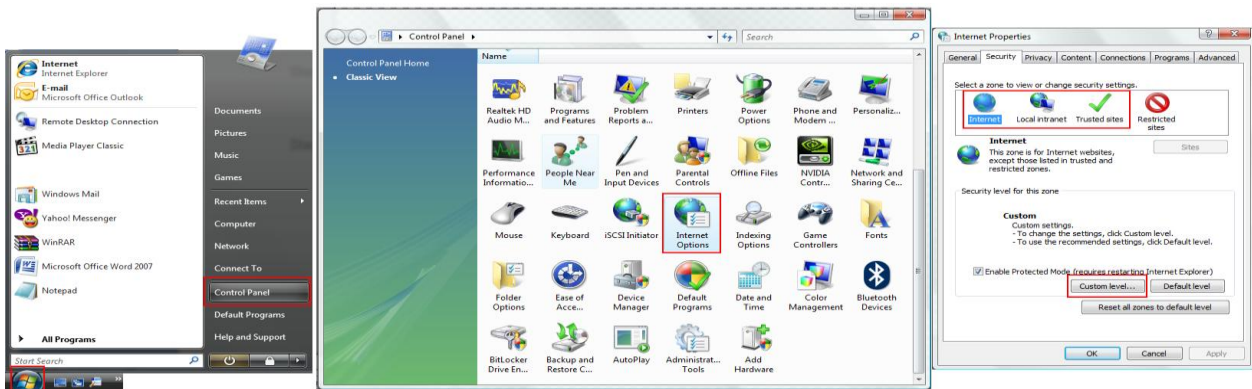 Internet
Internet Explorer
E-mail
Microsoft Office Outlook
Remote Desktop Connection
Media Player Classic
Windows Mail
Yahoo! Messenger
WinRAR
Microsoft Office Word 2007
Notepad
All Programs
Start Search
Documents
Pictures
Music
Games
Recent Items
Computer
Network
Connect To
Control Panel
Default Programs
Help and Support
Control Panel
Search
Control Panel Home
Classic View
Name
Realtek HD Audio M...
Programs and Features
Problem Reports a...
Printers
Power Options
Phone and Modem ...
Personaliz...
Performance Informatio...
People Near Me
Pen and Input Devices
Parental Controls
Offline Files
NVIDIA Contr...
Network and Sharing Ce...
Mouse
Keyboard
iSCSI Initiator
Internet Options
Indexing Options
Game Controllers
Fonts
Folder Options
Ease of Acce...
Device Manager
Default Programs
Date and Time
Color Management
Bluetooth Devices
BitLocker Drive En...
Backup and Restore C...
AutoPlay
Administrat... Tools
Add Hardware
Internet Properties
General Security Privacy Content Connections Programs Advanced
Select a zone to view or change security settings.
Internet Local intranet Trusted sites Restricted sites
Internet
This zone is for Internet websites,
except those listed in trusted and
restricted zones.
Sites
Security level for this zone
Custom
Custom settings.
- To change the settings, click Custom level.
- To use the recommended settings, click Default level.
Enable Protected Mode (requires restarting Internet Explorer)
Custom level... Default level
Reset all zones to default level
OK Cancel Apply